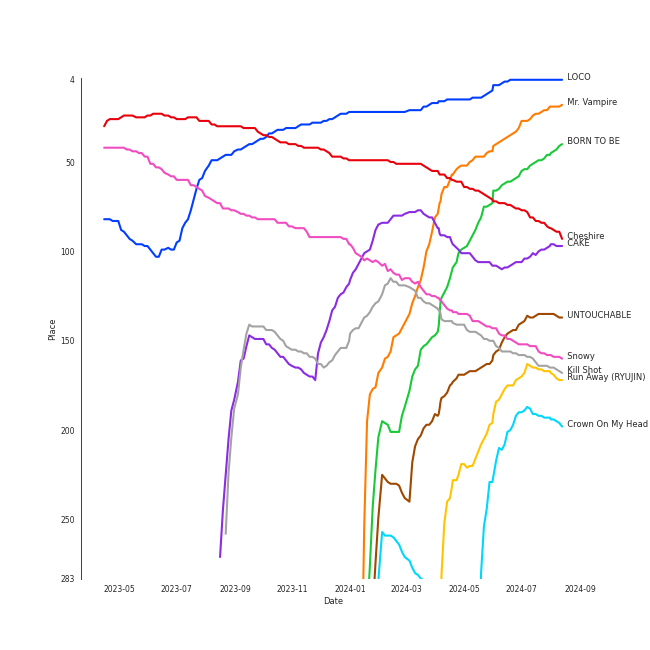 4
50
100
150
200
250
283
Place
LOCO
Mr. Vampire
BORN TO BE
Cheshire
CAKE
UNTOUCHABLE
Snowy
Kill Shot
Run Away (RYUJIN)
Crown On My Head
2023-05
2023-07
2023-09
2023-11
2024-01
2024-03
2024-05
2024-07
2024-09
Date